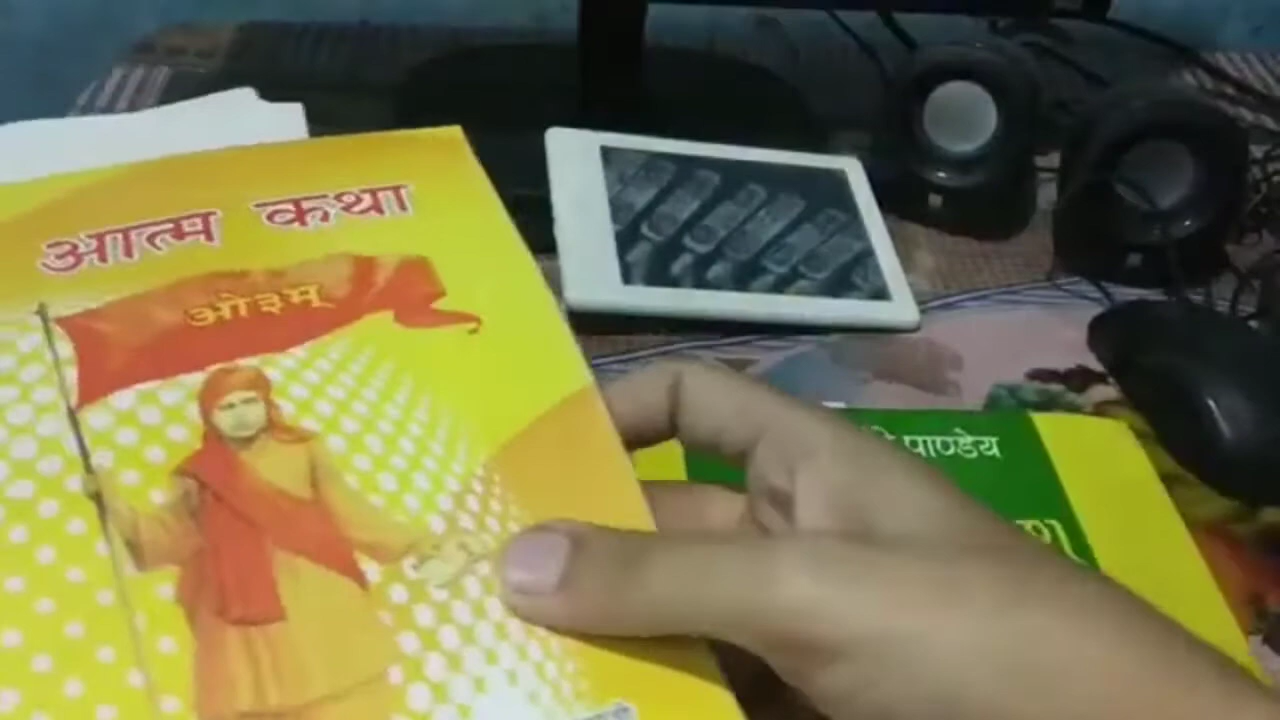 आत्म कथा
ओ३म्
पाण्डेय